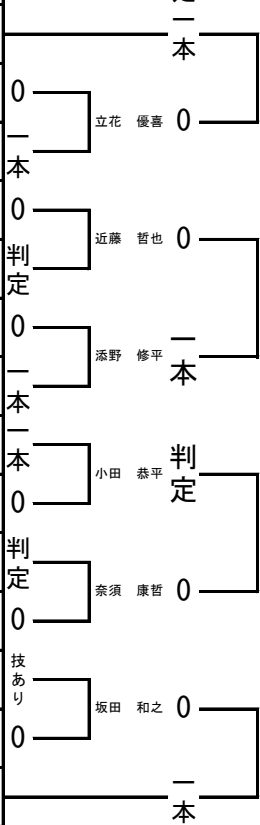 一本
0
立花　優喜 0
一本
0
近藤　哲也 0
判定
0
添野　修平 一本
一本
一本
小田　恭平 判定
0
判定
奈須　康哲 0
0
技あり
坂田　和之 0
0
一本